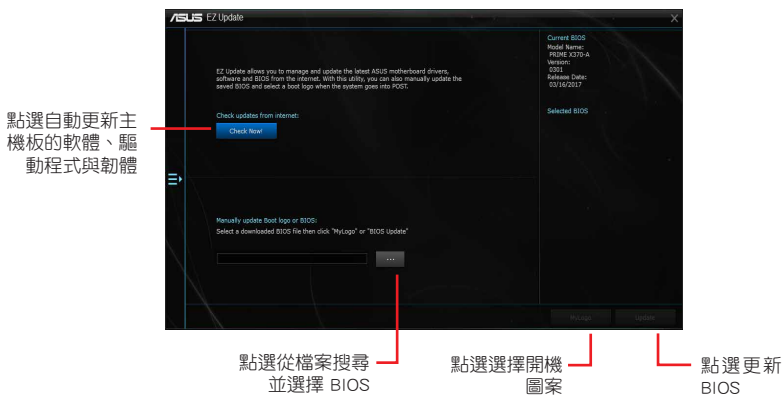 ASUS EZ Update
X
EZ Update allows you to manage and update the latest ASUS motherboard drivers,
software and BIOS from the internet. With this utility, you can also manually update the
saved BIOS and select a boot logo when the system goes into POST.
Check updates from internet:
Check Now!
Manually update Boot logo or BIOS:
Select a downloaded BIOS file then click "MyLogo" or "BIOS Update"
...
Current BIOS
Model Name:
PRIME X370-A
Version:
0301
Release Date:
03/16/2017
Selected BIOS
MyLogo
Update
點選自動更新主
機板的軟體、驅
動程式與韌體
點選從檔案搜尋
並選擇 BIOS
點選選擇開機
圖案
點選更新
BIOS